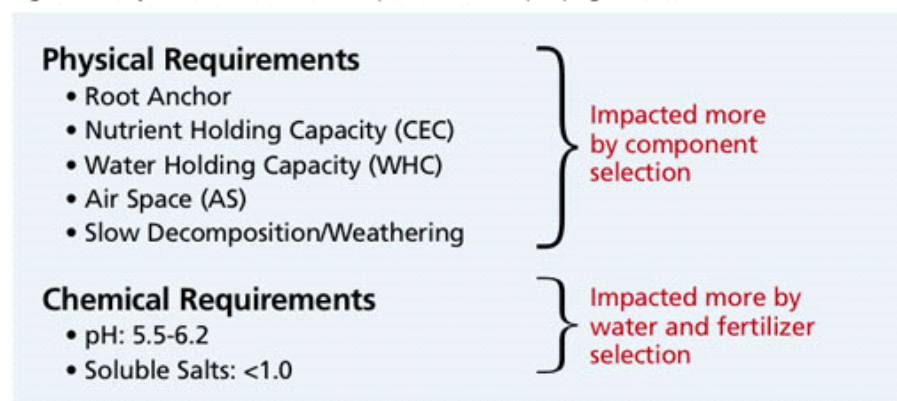 Physical Requirements
• Root Anchor
• Nutrient Holding Capacity (CEC)
• Water Holding Capacity (WHC)
• Air Space (AS)
• Slow Decomposition/Weathering
Impacted more
by component
selection
Chemical Requirements
• pH: 5.5-6.2
• Soluble Salts: <1.0
Impacted more by
water and fertilizer
selection